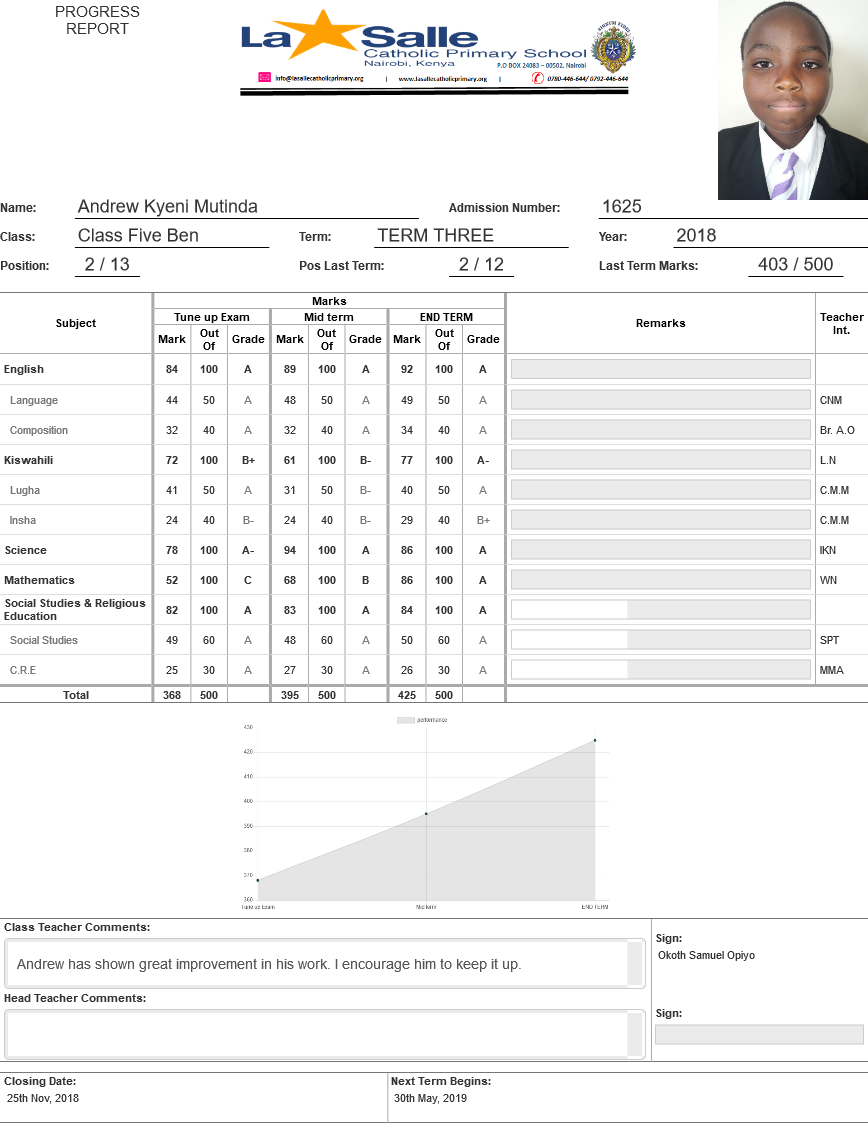 PROGRESS
REPORT
La Salle
Catholic Primary School
Nairobi, Kenya
P.O BOX 24083 – 00502, Nairobi
info@lasallecatholicprimary.org | www.lasallecatholicprimary.org | 0780-446-644/ 0792-446-644
Name: Andrew Kyeni Mutinda Admission Number: 1625
Class: Class Five Ben Term: TERM THREE Year: 2018
Position: 2 / 13 Pos Last Term: 2 / 12 Last Term Marks: 403 / 500
Subject Marks Remarks Teacher Int.
Tune up Exam Mid term END TERM
Mark Out Of Grade Mark Out Of Grade Mark Out Of Grade
English 84 100 A 89 100 A 92 100 A
Language 44 50 A 48 50 A 49 50 A CNM
Composition 32 40 A 32 40 A 34 40 A Br. A.O
Kiswahili 72 100 B+ 61 100 B- 77 100 A- L.N
Lugha 41 50 A 31 50 B- 40 50 A C.M.M
Insha 24 40 B- 24 40 B- 29 40 B+ C.M.M
Science 78 100 A- 94 100 A 86 100 A IKN
Mathematics 52 100 C 68 100 B 86 100 A WN
Social Studies & Religious Education 82 100 A 83 100 A 84 100 A
Social Studies 49 60 A 48 60 A 50 60 A SPT
C.R.E 25 30 A 27 30 A 26 30 A MMA
Total 368 500 395 500 425 500
performance
430
420
410
400
390
380
370
360
Tune up Exam Mid term END TERM
Class Teacher Comments:
Andrew has shown great improvement in his work. I encourage him to keep it up.
Sign:
Okoth Samuel Opiyo
Head Teacher Comments:
Sign:
Closing Date: Next Term Begins:
25th Nov, 2018 30th May, 2019